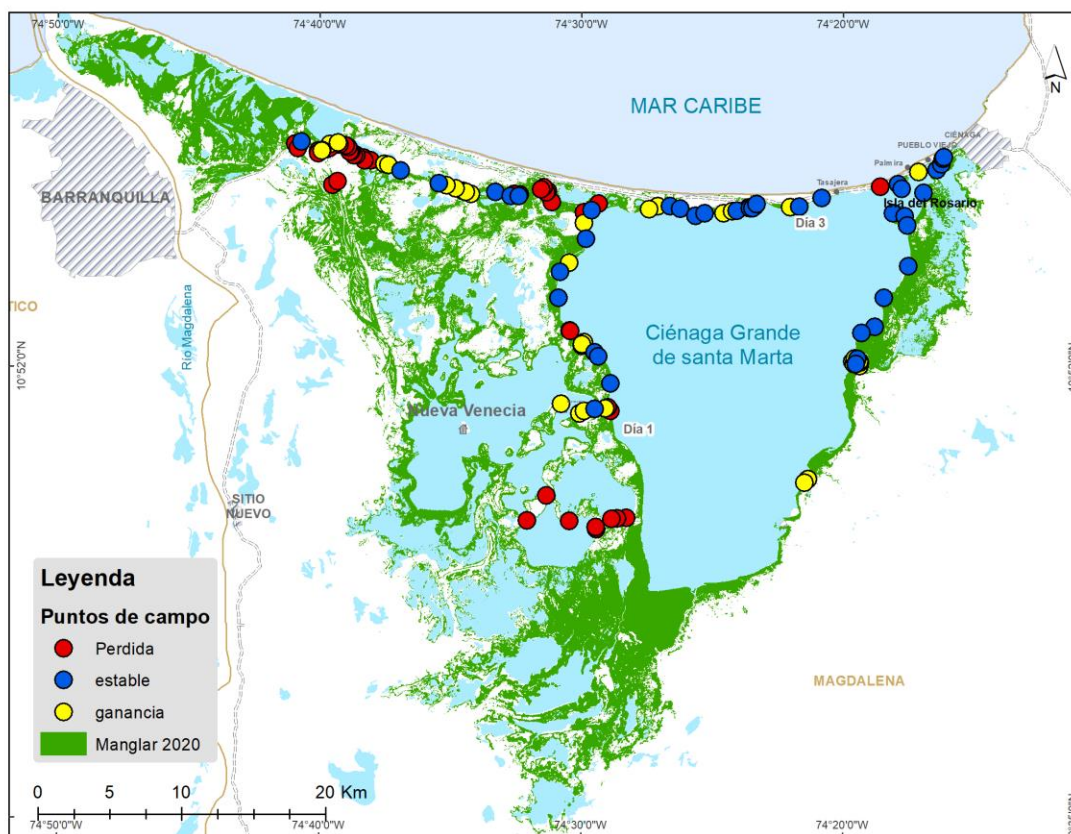 74°50'0"W
74°40'0"W
74°30'0"W
74°20'0"W
N
MAR CARIBE
CIÉNAGA
PUEBLO VIEJO
Palmira
Tasajera
BARRANQUILLA
Isla del Rosario
Día 3
TICO
Río Magdalena
Ciénaga Grande
de santa Marta
10°52'0"N
Nueva Venecia
Día 1
SITIO
NUEVO
MAGDALENA
Leyenda
Puntos de campo
Perdida
estable
ganancia
Manglar 2020
0 5 10 20 Km
74°50'0"W
74°40'0"W
74°30'0"W
74°20'0"W